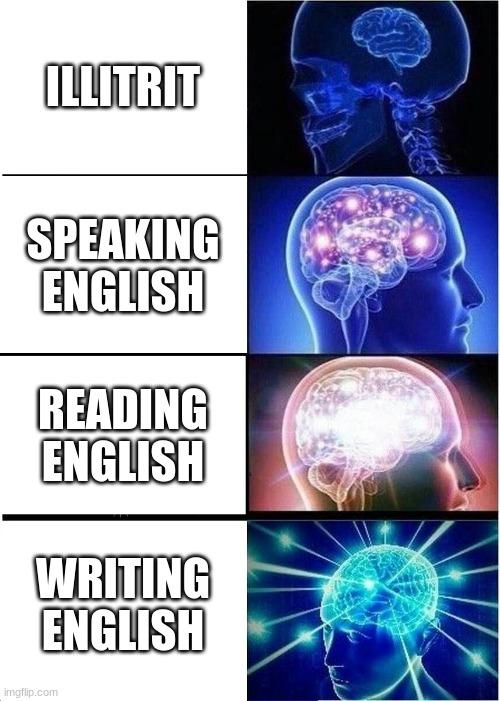 ILLITRIT
SPEAKING
ENGLISH
READING
ENGLISH
WRITING
ENGLISH
imgflip.com